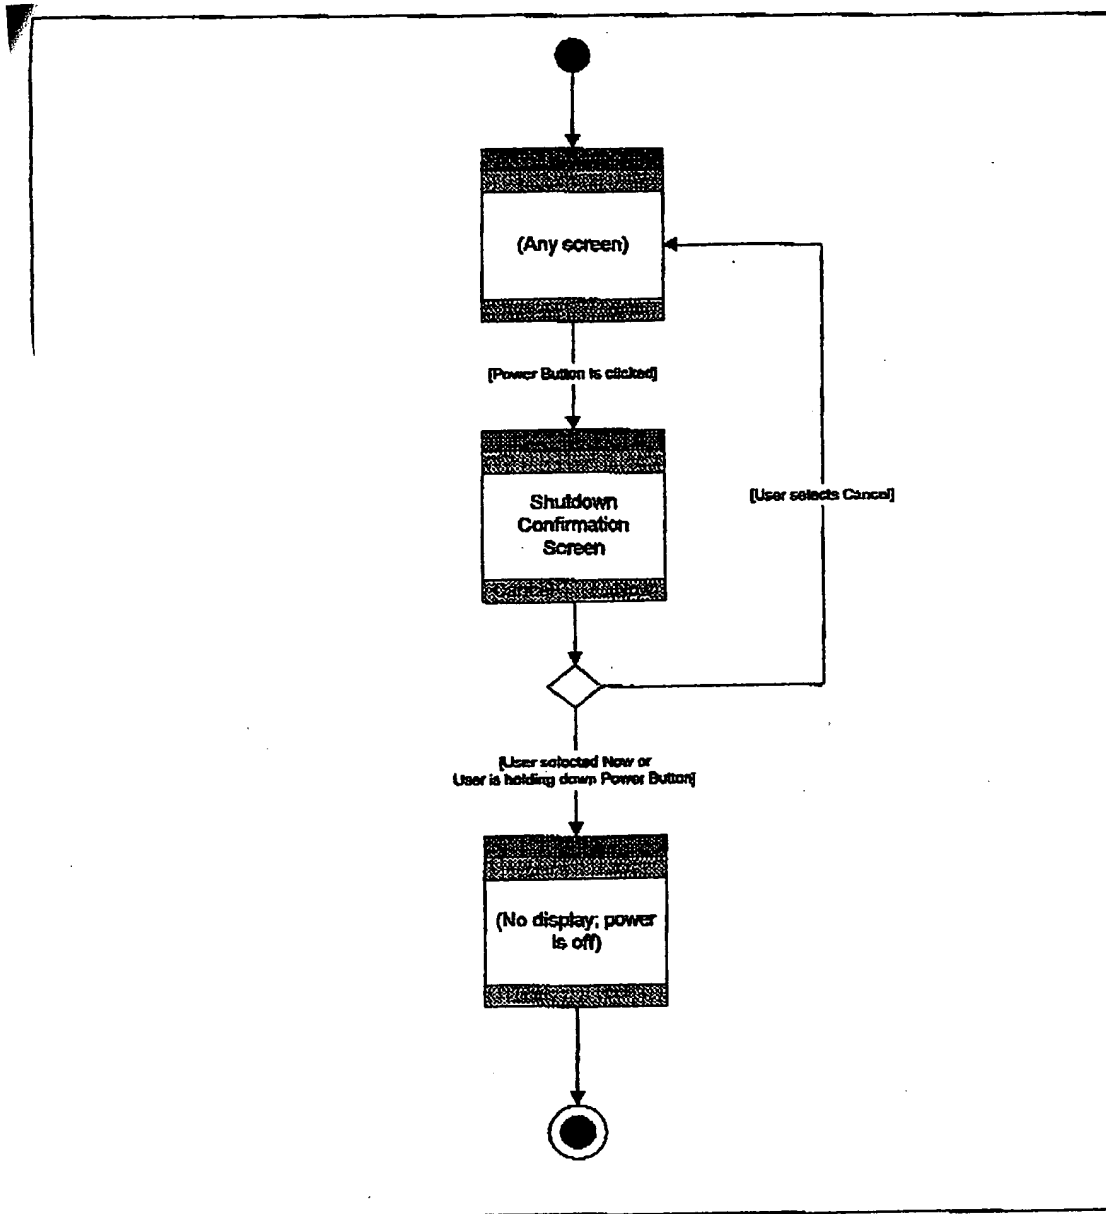 (Any screen)
[Power Button is clicked]
Shutdown
Confirmation
Screen
[User selects Cancel]
[User selected Now or
User is holding down Power Button]
(No display; power
is off)